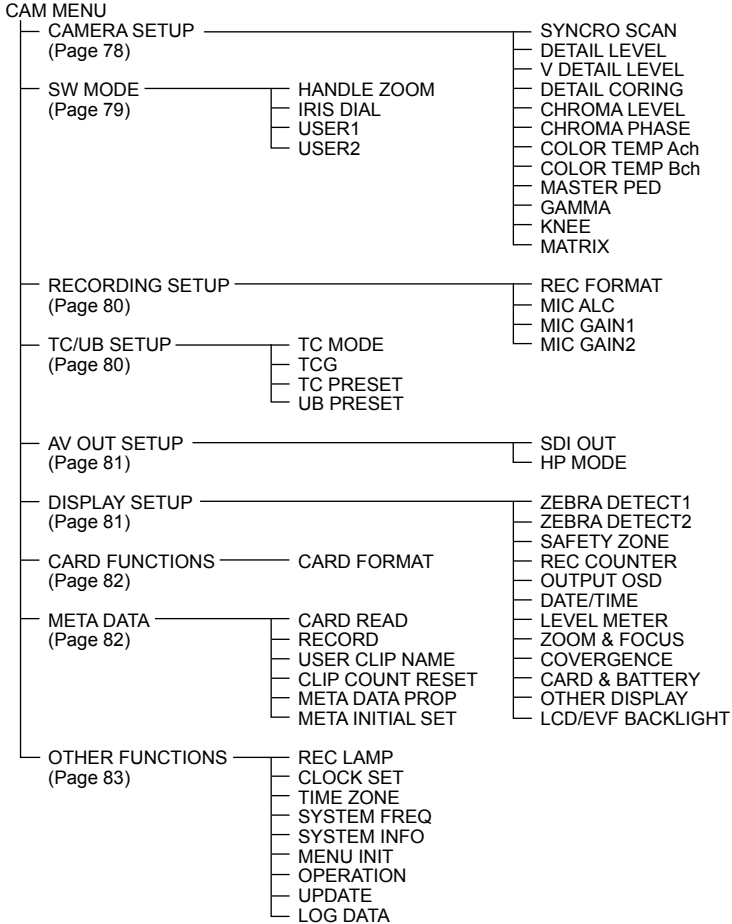 CAM MENU
CAMERA SETUP
(Page 78)
SYNCRO SCAN
DETAIL LEVEL
V DETAIL LEVEL
DETAIL CORING
CHROMA LEVEL
CHROMA PHASE
COLOR TEMP Ach
COLOR TEMP Bch
MASTER PED
GAMMA
KNEE
MATRIX
SW MODE
(Page 79)
HANDLE ZOOM
IRIS DIAL
USER1
USER2
RECORDING SETUP
(Page 80)
REC FORMAT
MIC ALC
MIC GAIN1
MIC GAIN2
TC/UB SETUP
(Page 80)
TC MODE
TCG
TC PRESET
UB PRESET
AV OUT SETUP
(Page 81)
SDI OUT
HP MODE
DISPLAY SETUP
(Page 81)
ZEBRA DETECT1
ZEBRA DETECT2
SAFETY ZONE
REC COUNTER
OUTPUT OSD
DATE/TIME
LEVEL METER
ZOOM & FOCUS
COVERGENCE
CARD & BATTERY
OTHER DISPLAY
LCD/EVF BACKLIGHT
CARD FUNCTIONS
(Page 82)
CARD FORMAT
META DATA
(Page 82)
CARD READ
RECORD
USER CLIP NAME
CLIP COUNT RESET
META DATA PROP
META INITIAL SET
OTHER FUNCTIONS
(Page 83)
REC LAMP
CLOCK SET
TIME ZONE
SYSTEM FREQ
SYSTEM INFO
MENU INIT
OPERATION
UPDATE
LOG DATA